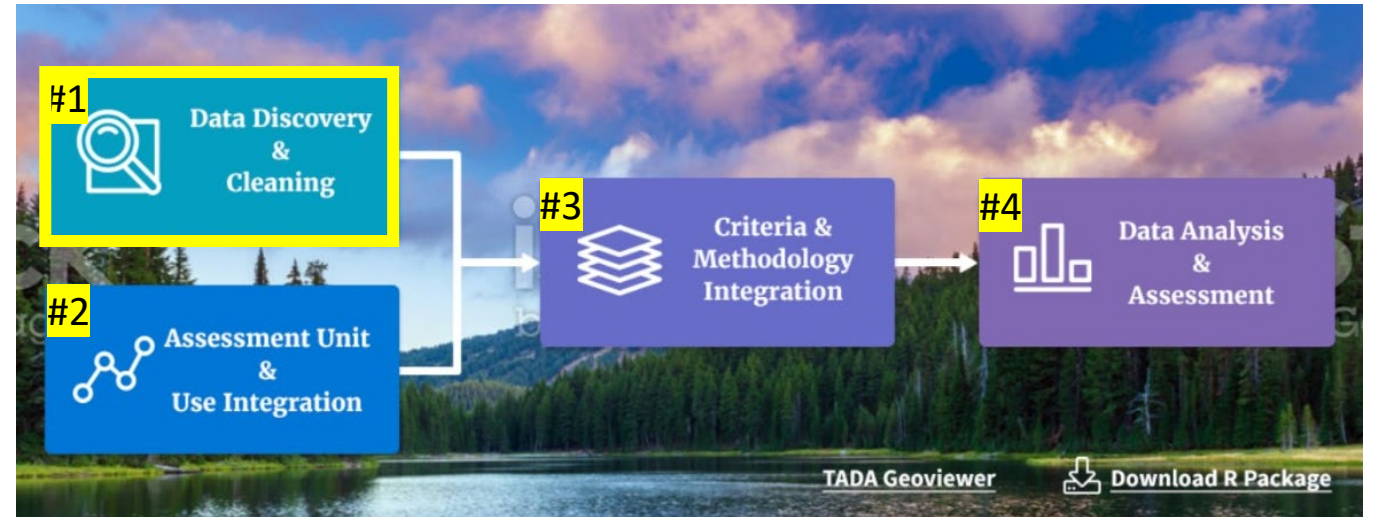 #1
Data Discovery
&
Cleaning
#2
Assessment Unit
&
Use Integration
#3
Criteria &
Methodology
Integration
#4
Data Analysis
&
Assessment
TADA Geoviewer
Download R Package